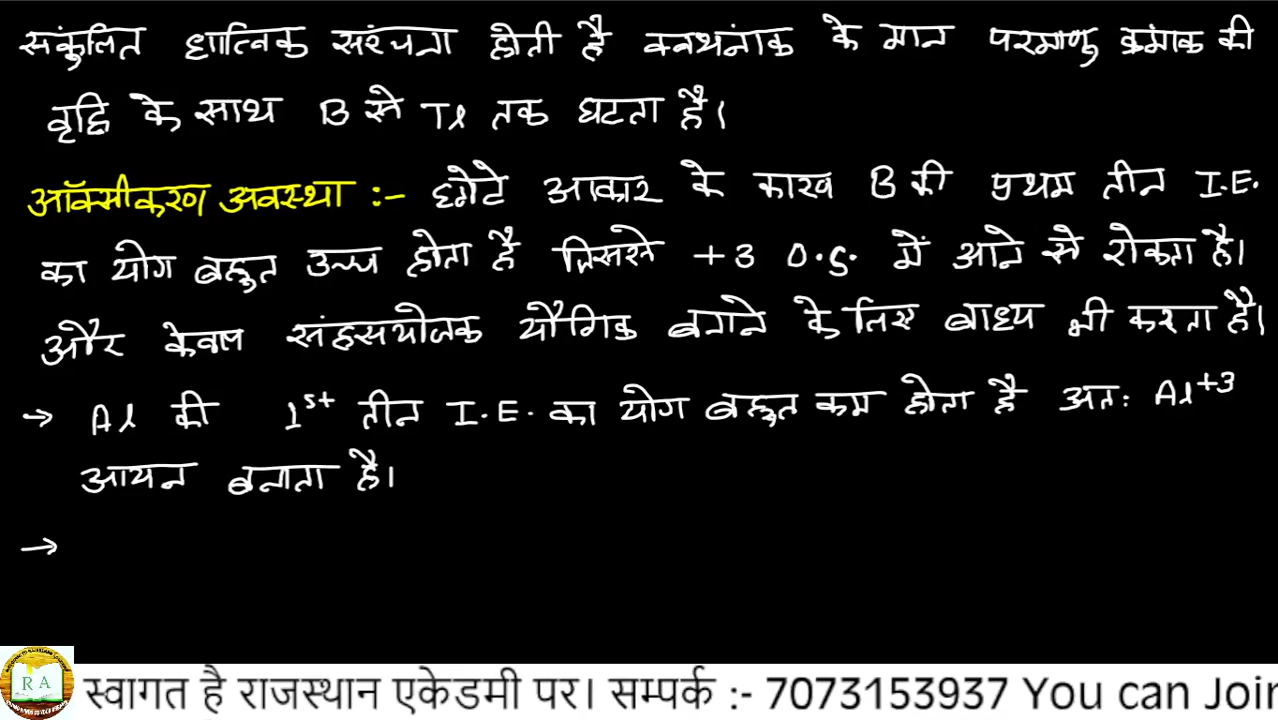 संकुलित धात्विक संरचना होती है क्वथनांक के मान परमाणु क्रमांक की
वृद्धि के साथ B से Tl तक घटता है।
ऑक्सीकरण अवस्था :- छोटे आकार के कारण B की प्रथम तीन I.E.
का योग बहुत उच्च होता है जिससे +3 O.S. में आने से रोकता है।
और केवल संहसयोजक यौगिक बनाने के लिए बाध्य भी करता है।
→ Al की 1st तीन I.E. का योग बहुत कम होता है अतः Al+3
आयन बनाता है।
→
R A
स्वागत है राजस्थान एकेडमी पर। सम्पर्क :- 7073153937 You can Join